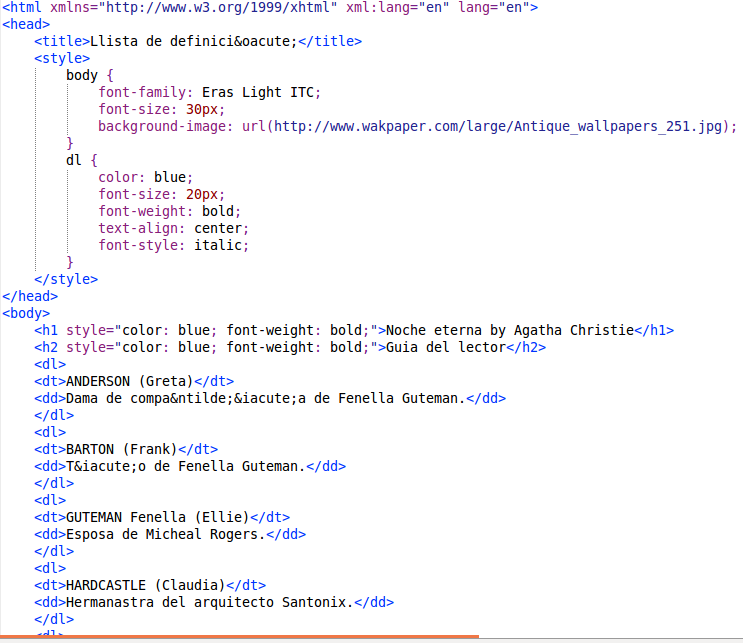 <html xmlns="http://www.w3.org/1999/xhtml" xml:lang="en" lang="en">
<head>
    <title>Llista de definici&oacute;</title>
    <style>
        body {
            font-family: Eras Light ITC;
            font-size: 30px;
            background-image: url(http://www.wakpaper.com/large/Antique_wallpapers_251.jpg);
        }
        dl {
            color: blue;
            font-size: 20px;
            font-weight: bold;
            text-align: center;
            font-style: italic;
        }
    </style>
</head>
<body>
    <h1 style="color: blue; font-weight: bold;">Noche eterna by Agatha Christie</h1>
    <h2 style="color: blue; font-weight: bold;">Guia del lector</h2>
    <dl>
    <dt>ANDERSON (Greta)</dt>
    <dd>Dama de compa&ntilde;&iacute;a de Fenella Guteman.</dd>
    </dl>
    <dl>
    <dt>BARTON (Frank)</dt>
    <dd>T&iacute;o de Fenella Guteman.</dd>
    </dl>
    <dl>
    <dt>GUTEMAN Fenella (Ellie)</dt>
    <dd>Esposa de Micheal Rogers.</dd>
    </dl>
    <dl>
    <dt>HARDCASTLE (Claudia)</dt>
    <dd>Hermanastra del arquitecto Santonix.</dd>
    </dl>
    <dl>